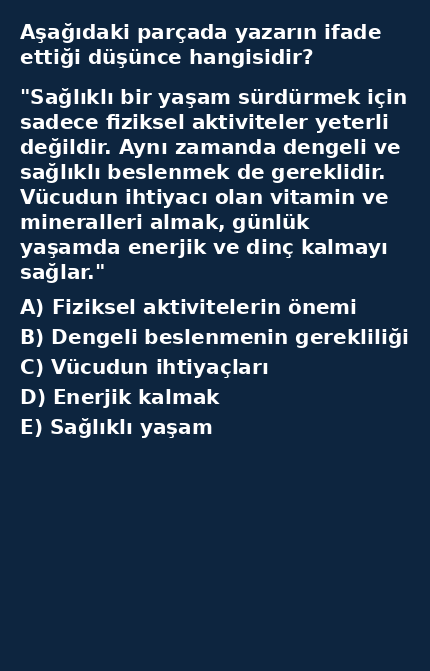 Aşağıdaki parçada yazarın ifade
ettiği düşünce hangisidir?
"Sağlıklı bir yaşam sürdürmek için
sadece fiziksel aktiviteler yeterli
değildir. Aynı zamanda dengeli ve
sağlıklı beslenmek de gereklidir.
Vücudun ihtiyacı olan vitamin ve
mineralleri almak, günlük
yaşamda enerjik ve dinç kalmayı
sağlar."
A) Fiziksel aktivitelerin önemi
B) Dengeli beslenmenin gerekliliği
C) Vücudun ihtiyaçları
D) Enerjik kalmak
E) Sağlıklı yaşam